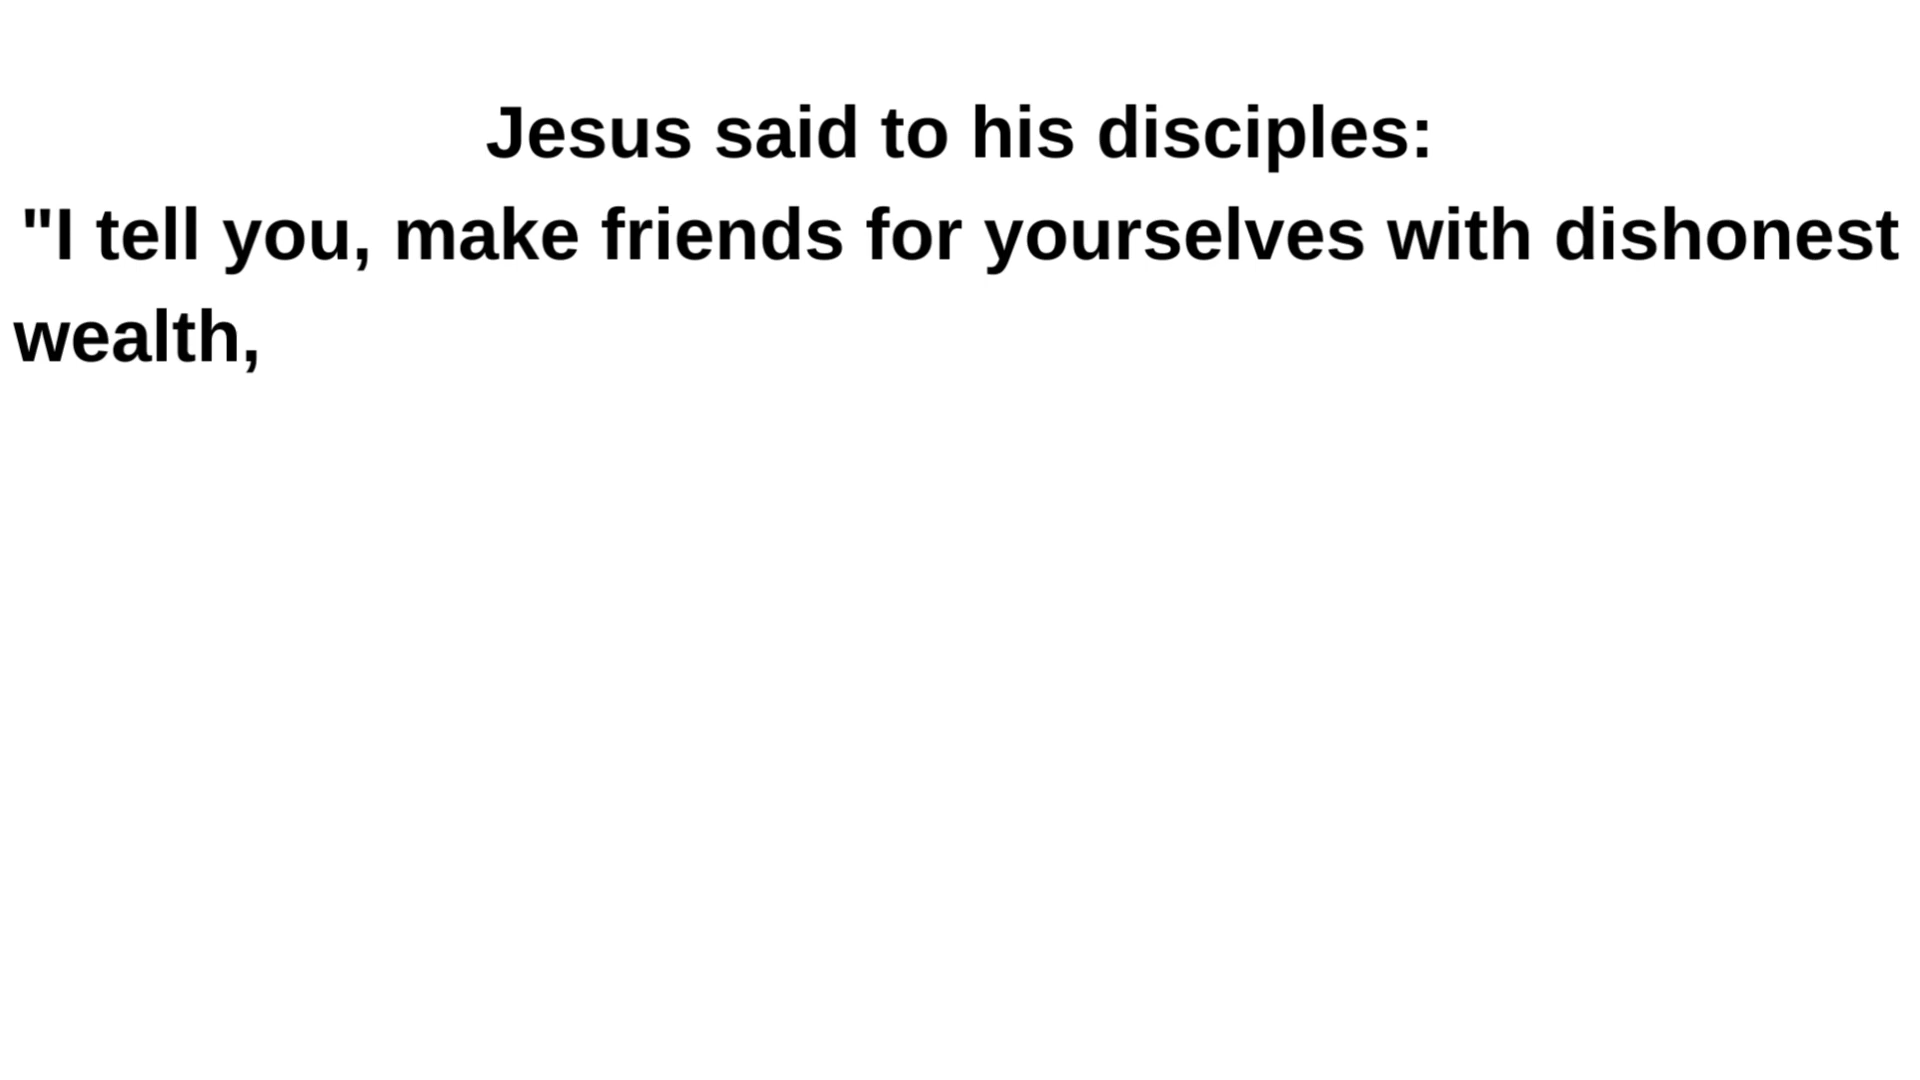 Jesus said to his disciples:
"I tell you, make friends for yourselves with dishonest
wealth,